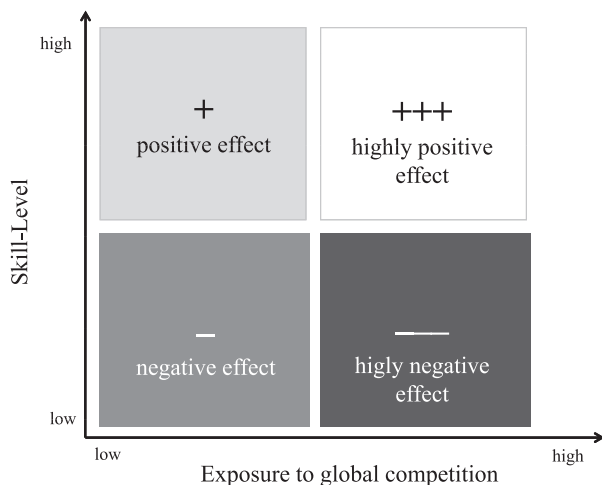 high
+
positive effect
+++
highly positive
effect
Skill-Level
−
negative effect
−−−
higly negative
effect
low
low
high
Exposure to global competition